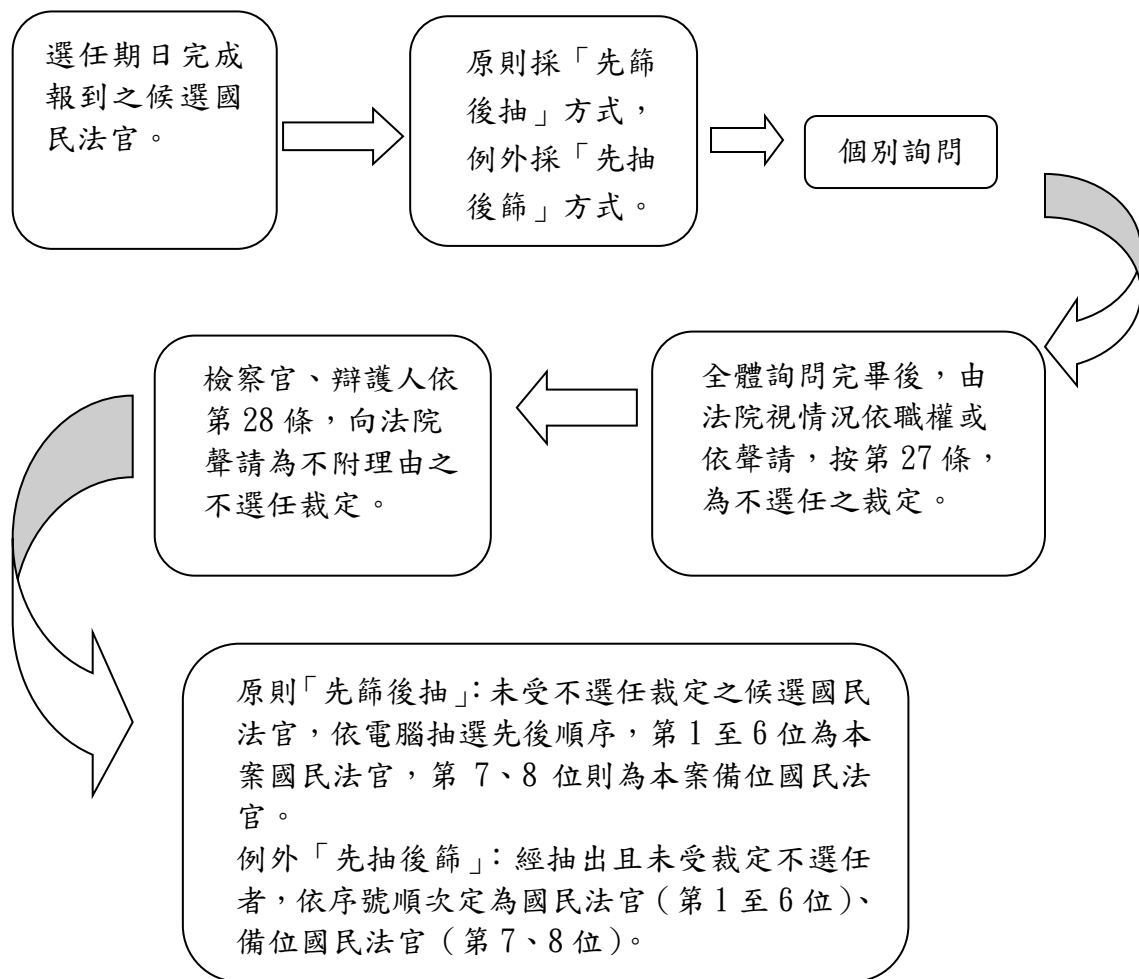 選任期日完成
報到之候選國
民法官。
原則採「先篩
後抽」方式，
例外採「先抽
後篩」方式。
個別詢問
全體詢問完畢後，由
法院視情況依職權或
依聲請，按第 27 條，
為不選任之裁定。
檢察官、辯護人依
第 28 條，向法院
聲請為不附理由之
不選任裁定。
原則「先篩後抽」：未受不選任裁定之候選國民
法官，依電腦抽選先後順序，第 1 至 6 位為本
案國民法官，第 7、8 位則為本案備位國民法
官。
例外「先抽後篩」：經抽出且未受裁定不選任
者，依序號順次定為國民法官（第 1 至 6 位）、
備位國民法官（第 7、8 位）。